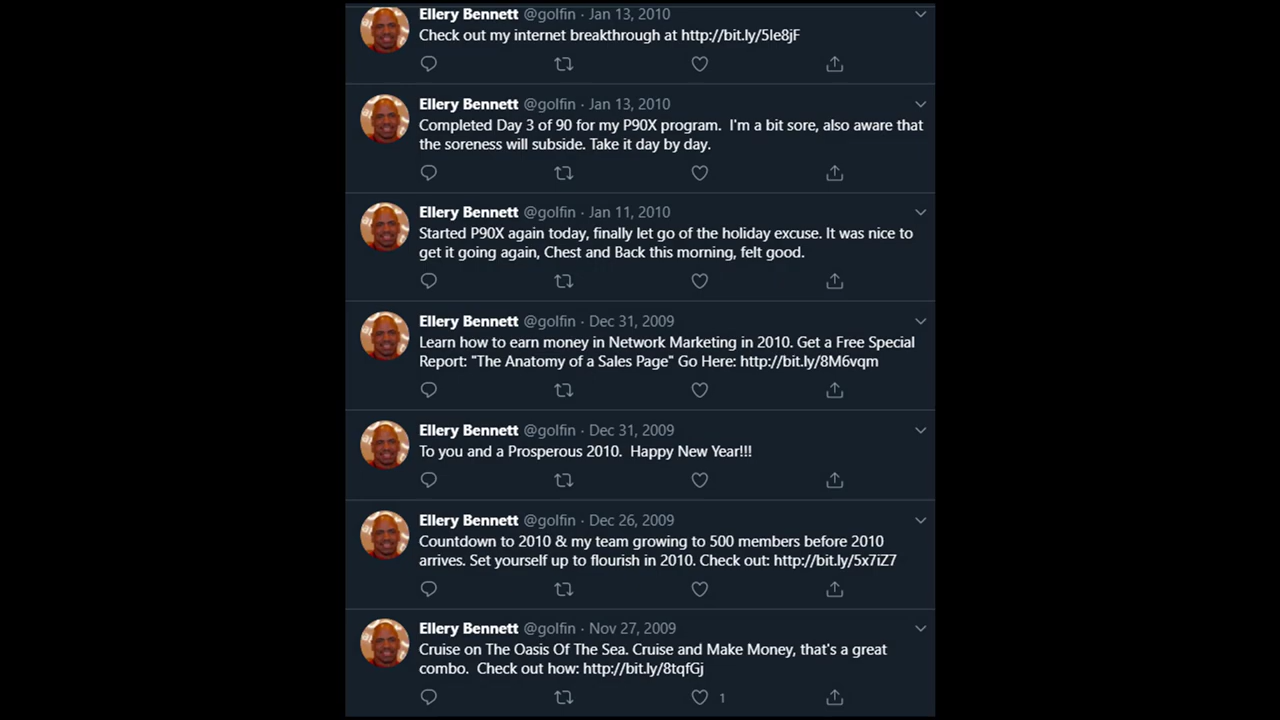 Ellery Bennett @golfin · Jan 13, 2010
Check out my internet breakthrough at http://bit.ly/5le8jF
Ellery Bennett @golfin · Jan 13, 2010
Completed Day 3 of 90 for my P90X program.  I'm a bit sore, also aware that
the soreness will subside. Take it day by day.
Ellery Bennett @golfin · Jan 11, 2010
Started P90X again today, finally let go of the holiday excuse. It was nice to
get it going again, Chest and Back this morning, felt good.
Ellery Bennett @golfin · Dec 31, 2009
Learn how to earn money in Network Marketing in 2010. Get a Free Special
Report: "The Anatomy of a Sales Page" Go Here: http://bit.ly/8M6vqm
Ellery Bennett @golfin · Dec 31, 2009
To you and a Prosperous 2010.  Happy New Year!!!
Ellery Bennett @golfin · Dec 26, 2009
Countdown to 2010 & my team growing to 500 members before 2010
arrives. Set yourself up to flourish in 2010. Check out: http://bit.ly/5x7iZ7
Ellery Bennett @golfin · Nov 27, 2009
Cruise on The Oasis Of The Sea. Cruise and Make Money, that's a great
combo.  Check out how: http://bit.ly/8tqfGj
1